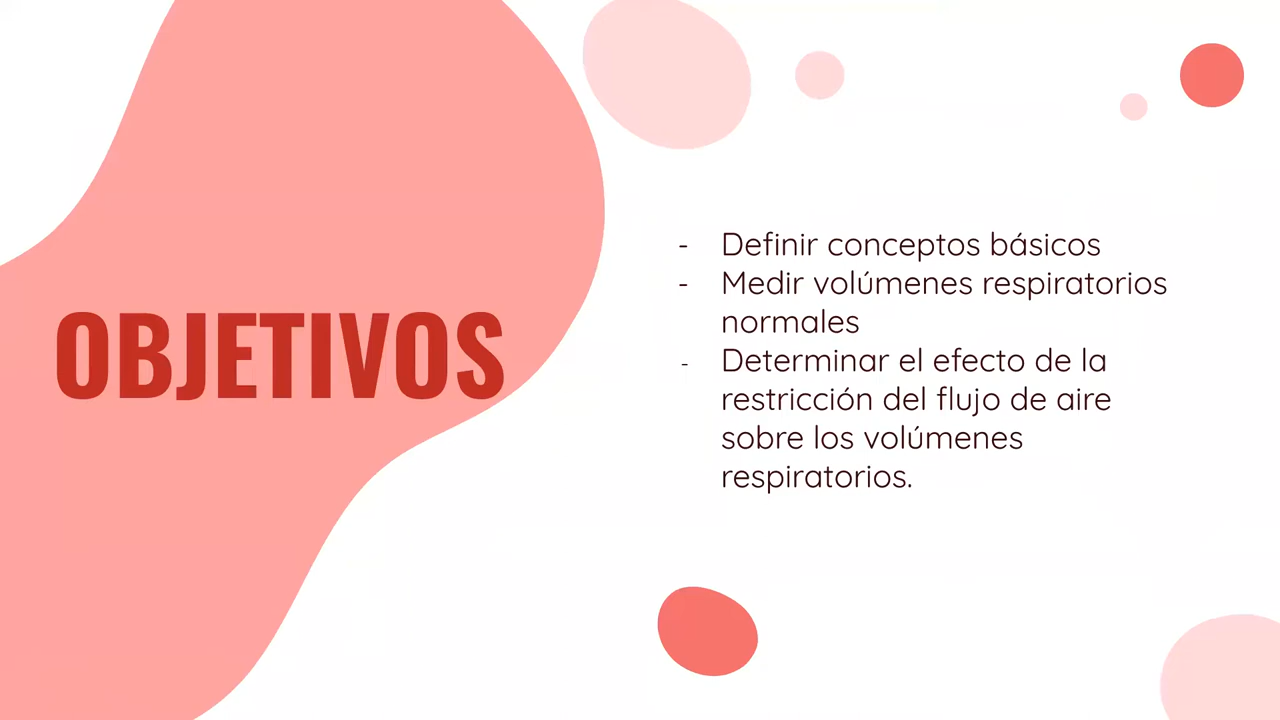 OBJETIVOS
- Definir conceptos básicos
- Medir volúmenes respiratorios
normales
- Determinar el efecto de la
restricción del flujo de aire
sobre los volúmenes
respiratorios.